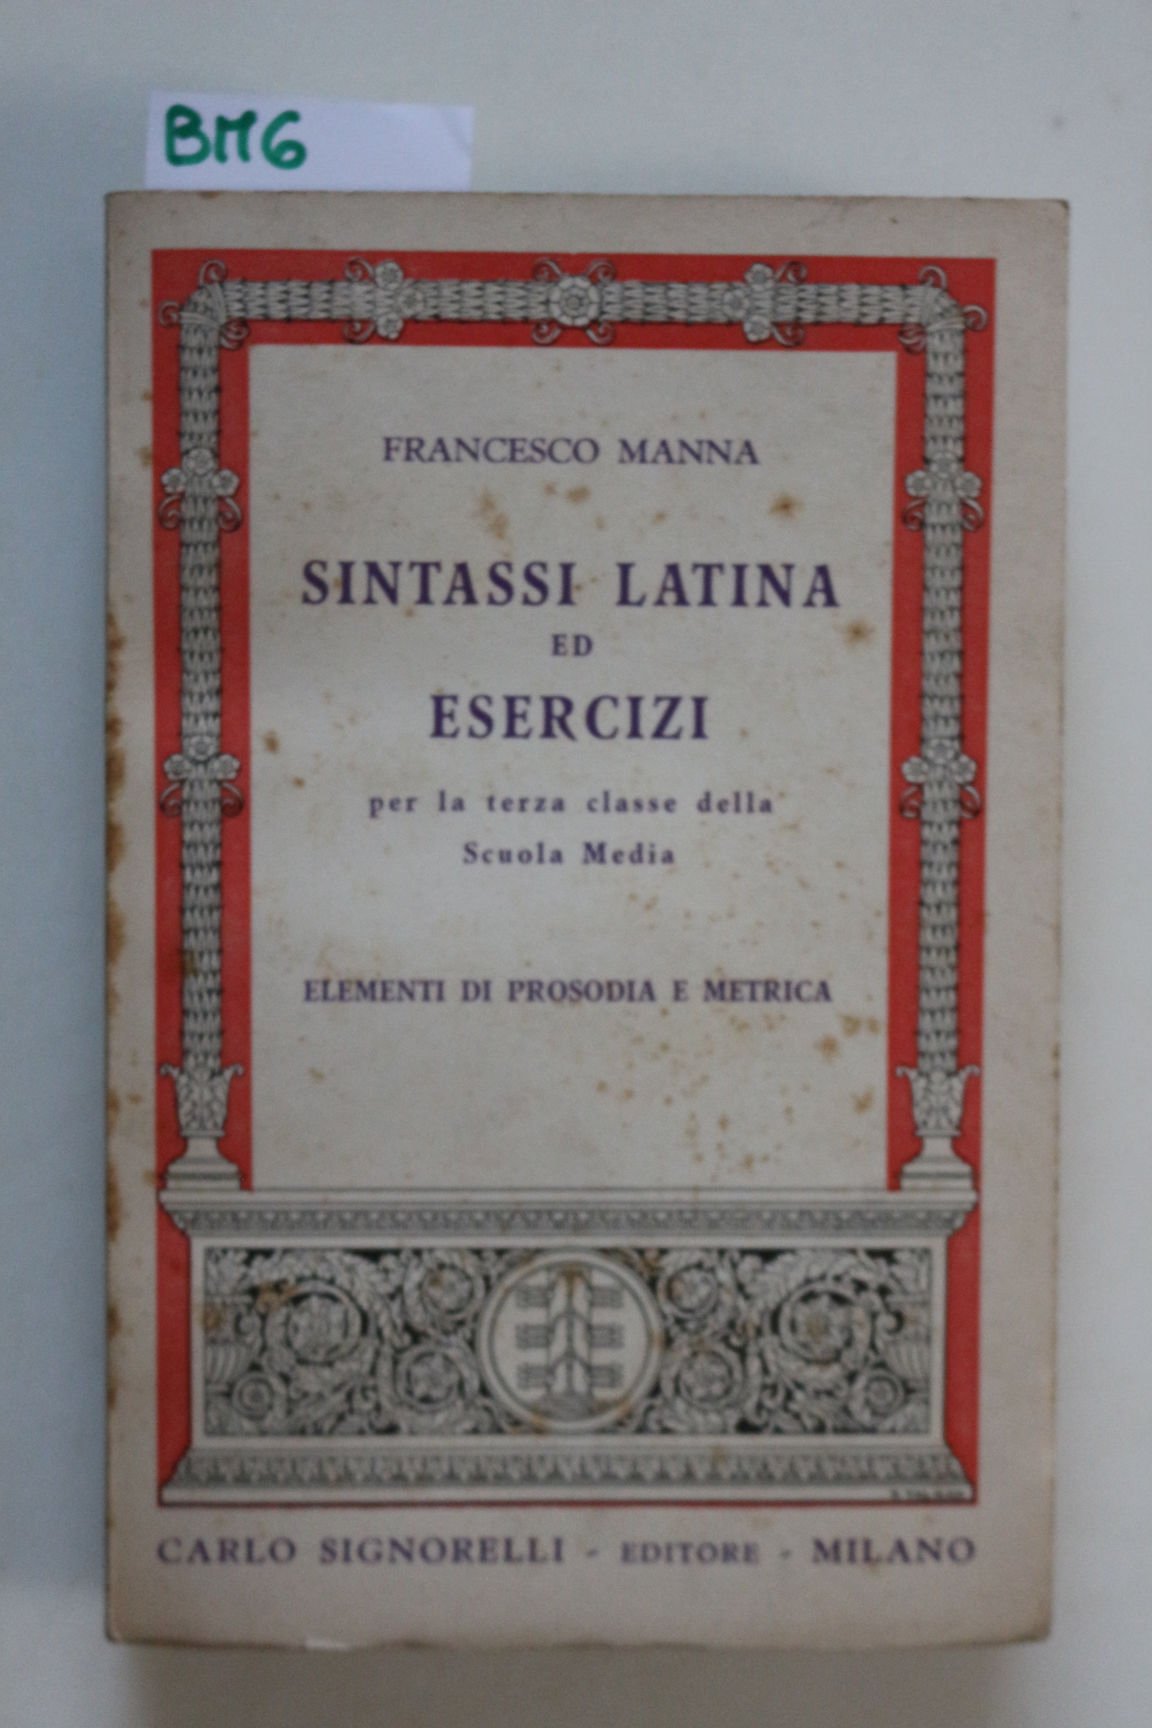 BM6
FRANCESCO MANNA
SINTASSI LATINA
ED
ESERCIZI
per la terza classe della
Scuola Media
ELEMENTI DI PROSODIA E METRICA
CARLO SIGNORELLI - EDITORE - MILANO